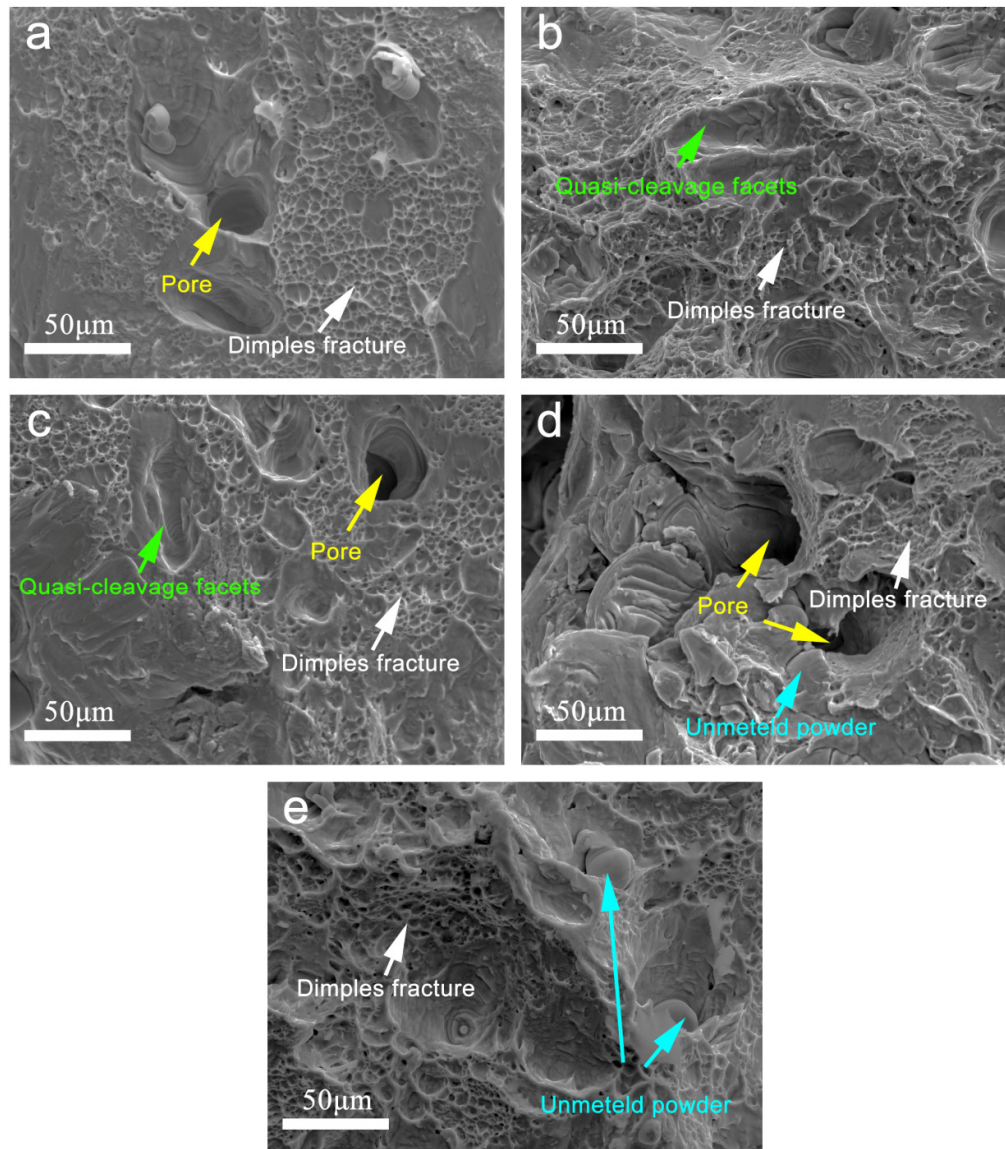 a
Pore
Dimples fracture
50µm
b
Quasi-cleavage facets
Dimples fracture
50µm
c
Pore
Quasi-cleavage facets
Dimples fracture
50µm
d
Pore
Dimples fracture
Unmeteld powder
50µm
e
Dimples fracture
Unmeteld powder
50µm